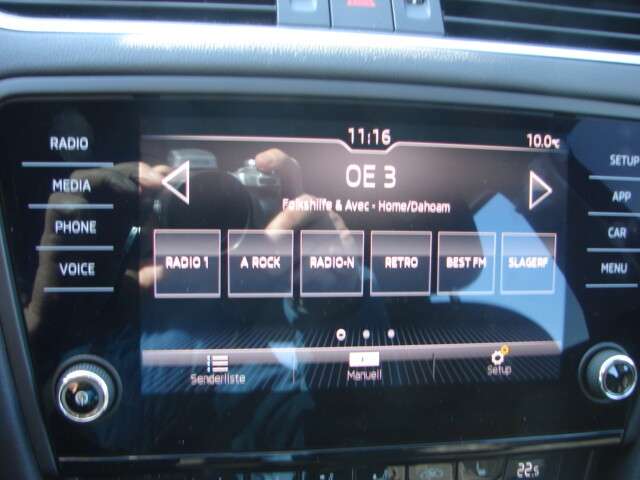 11:16
10.0°C
RADIO
MEDIA
PHONE
VOICE
OE 3
Folkshilfe & Avec - Home/Dahoam
RADIO 1
A ROCK
RADIO-N
RETRO
BEST FM
SLAGERF
Senderliste
Manuell
Setup
SETUP
APP
CAR
MENU
22.5